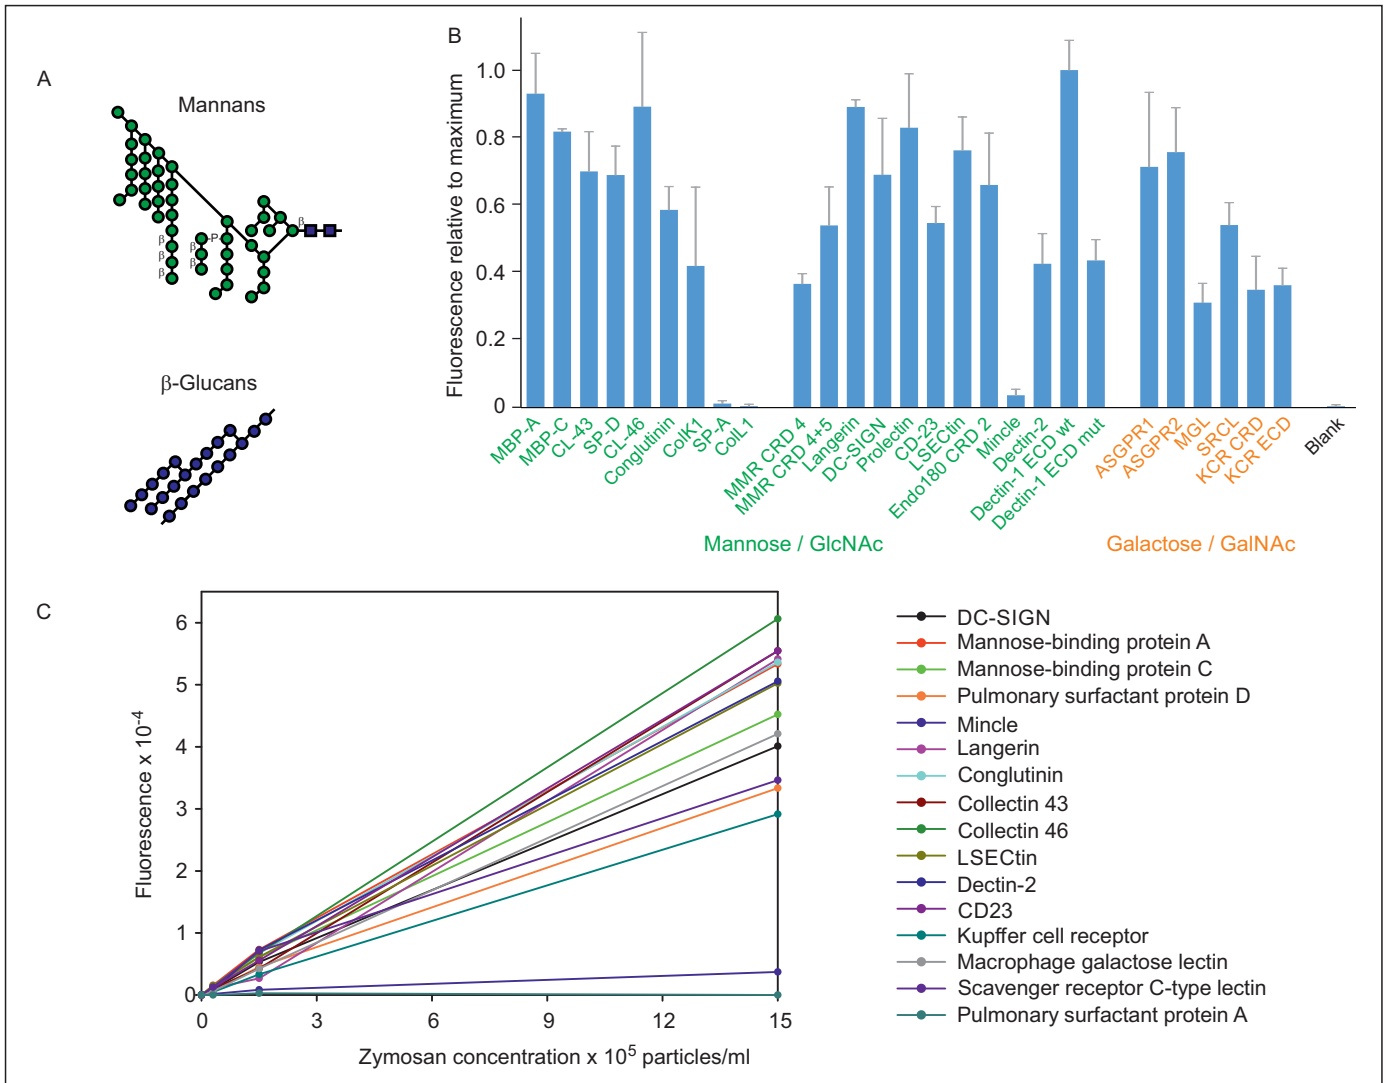 A
Mannans
β
β
β
β
P
β
β
β-Glucans
B
Fluorescence relative to maximum
1.0
0.8
0.6
0.4
0.2
0
MBP-A
MBP-C
CL-43
SP-D
CL-46
Conglutinin
ColK1
SP-A
ColL1
MMR CRD 4
MMR CRD 4+5
Langerin
DC-SIGN
Prolectin
CD-23
LSECtin
Endo180 CRD 2
Mincle
Dectin-2
Dectin-1 ECD wt
Dectin-1 ECD mut
ASGPR1
ASGPR2
MGL
SRCL
KCR CRD
KCR ECD
Blank
Mannose / GlcNAc
Galactose / GalNAc
C
Fluorescence x 10-4
6
5
4
3
2
1
0
0
3
6
9
12
15
Zymosan concentration x 105 particles/ml
DC-SIGN
Mannose-binding protein A
Mannose-binding protein C
Pulmonary surfactant protein D
Mincle
Langerin
Conglutinin
Collectin 43
Collectin 46
LSECtin
Dectin-2
CD23
Kupffer cell receptor
Macrophage galactose lectin
Scavenger receptor C-type lectin
Pulmonary surfactant protein A